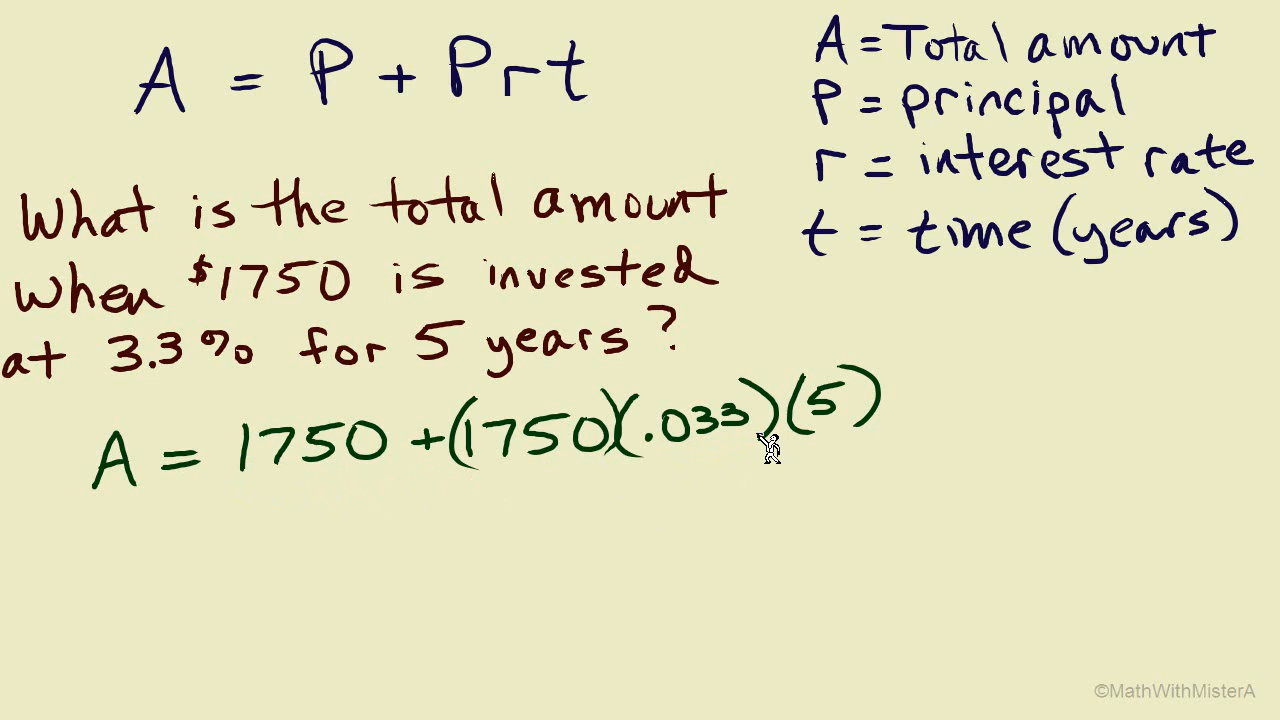 A = P + Prt
A = Total amount
P = principal
r = interest rate
t = time (years)
What is the total amount
when $1750 is invested
at 3.3% for 5 years?
A = 1750 + (1750)(.033)(5)
©MathWithMisterA